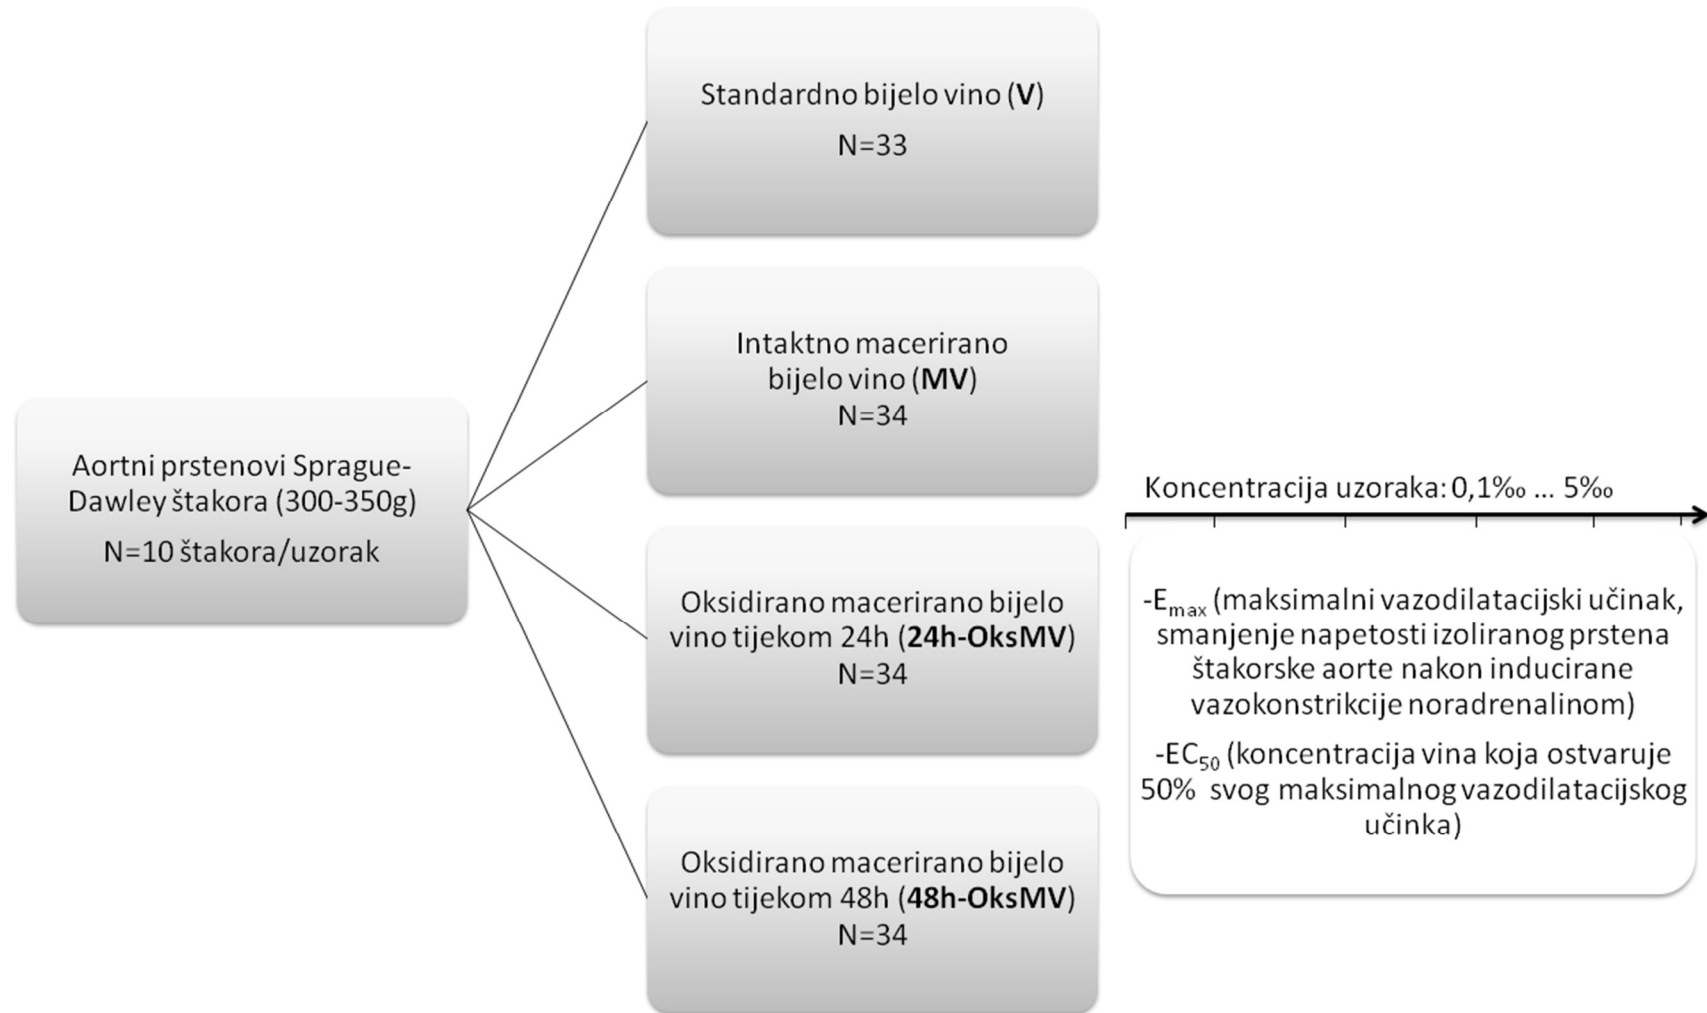 Standardno bijelo vino (V)
N=33
Intaktno macerirano
bijelo vino (MV)
N=34
Aortni prstenovi Sprague-
Dawley štakora (300-350g)
N=10 štakora/uzorak
Oksidirano macerirano bijelo
vino tijekom 24h (24h-OksMV)
N=34
Oksidirano macerirano bijelo
vino tijekom 48h (48h-OksMV)
N=34
Koncentracija uzoraka: 0,1‰ ... 5‰
-Emax (maksimalni vazodilatacijski učinak,
smanjenje napetosti izoliranog prstena
štakorske aorte nakon inducirane
vazokonstrikcije noradrenalinom)
-EC50 (koncentracija vina koja ostvaruje
50% svog maksimalnog vazodilatacijskog
učinka)